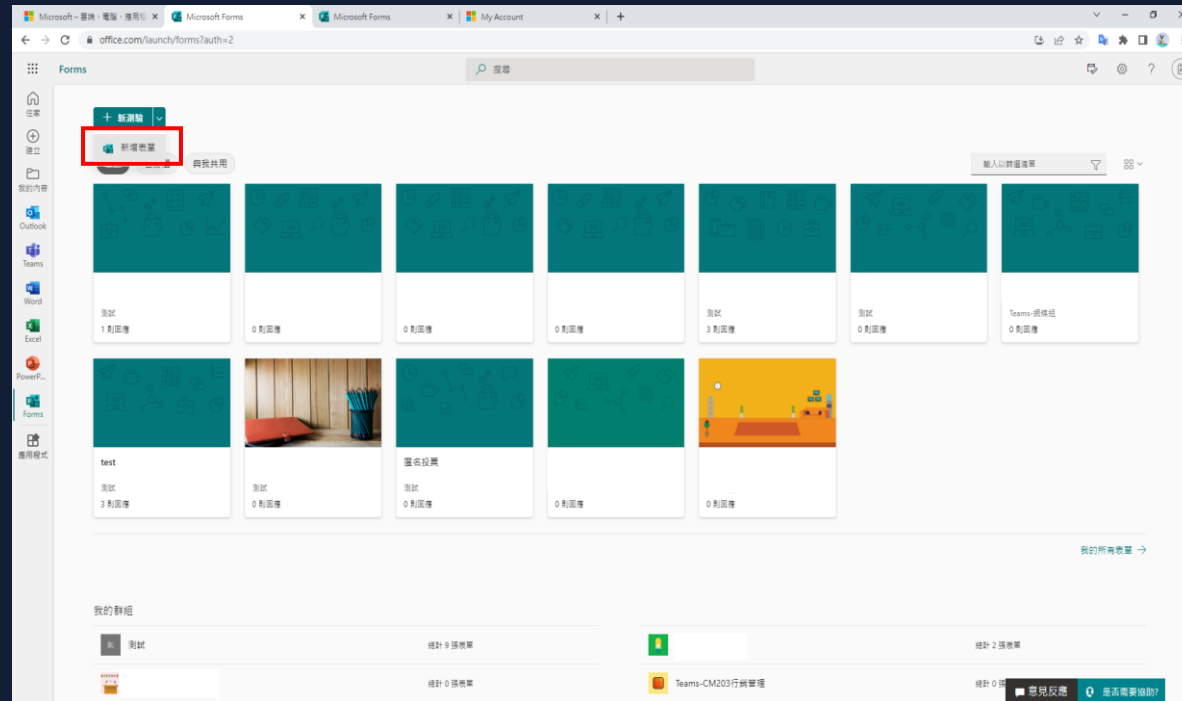 Microsoft – 雲端、電腦、應用程
Microsoft Forms
Microsoft Forms
My Account
office.com/launch/forms?auth=2
Forms
搜尋
住家
建立
我的內容
Outlook
Teams
Word
Excel
PowerP...
Forms
應用程式
新測驗
新增表單
與我共用
輸入以篩選清單
測試
1 則回應
0 則回應
0 則回應
0 則回應
測試
3 則回應
測試
0 則回應
Teams-網媒組
0 則回應
test
測試
3 則回應
測試
0 則回應
匿名投票
測試
0 則回應
0 則回應
0 則回應
我的所有表單
我的群組
測試
總計 9 張表單
總計 2 張表單
總計 0 張表單
Teams-CM203行銷管理
總計 0 張
意見反應
是否需要協助?